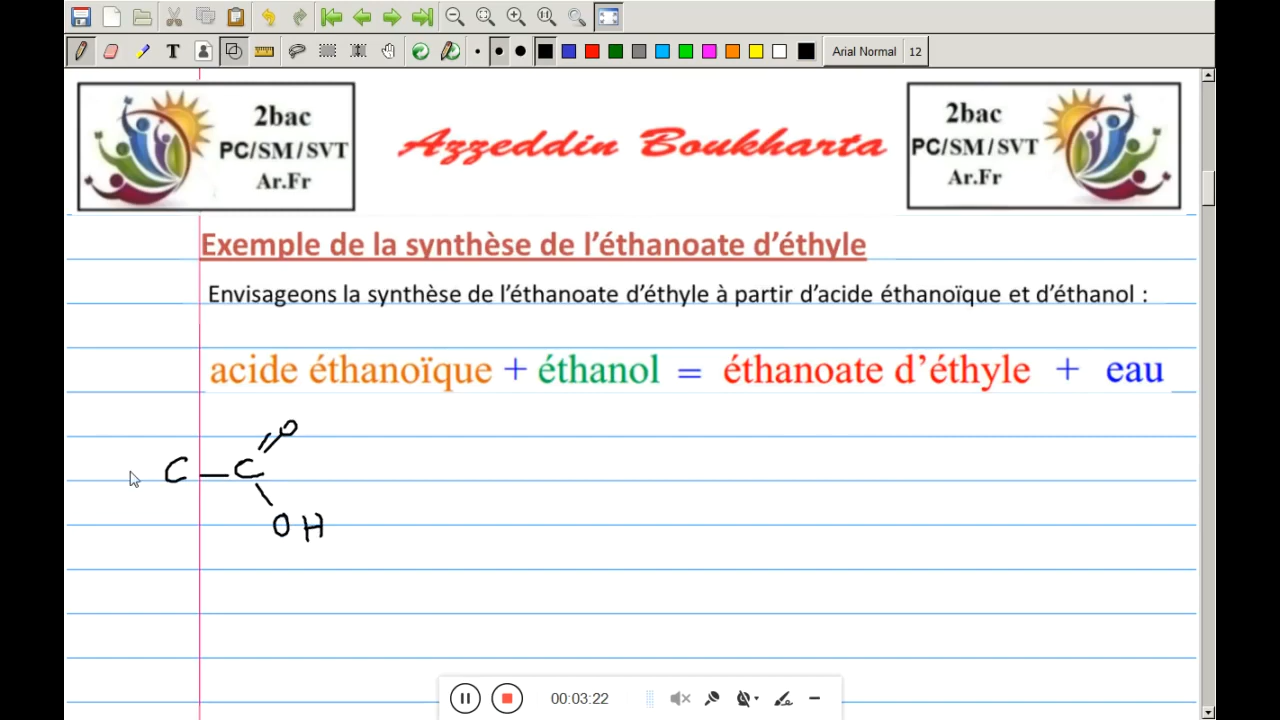 Arial Normal 12
2bac
PC/SM/SVT
Ar.Fr
Azzeddin Boukharta
2bac
PC/SM/SVT
Ar.Fr
Exemple de la synthèse de l’éthanoate d’éthyle
Envisageons la synthèse de l’éthanoate d’éthyle à partir d’acide éthanoïque et d’éthanol :
acide éthanoïque + éthanol = éthanoate d’éthyle + eau
O
C — C
OH
00:03:22